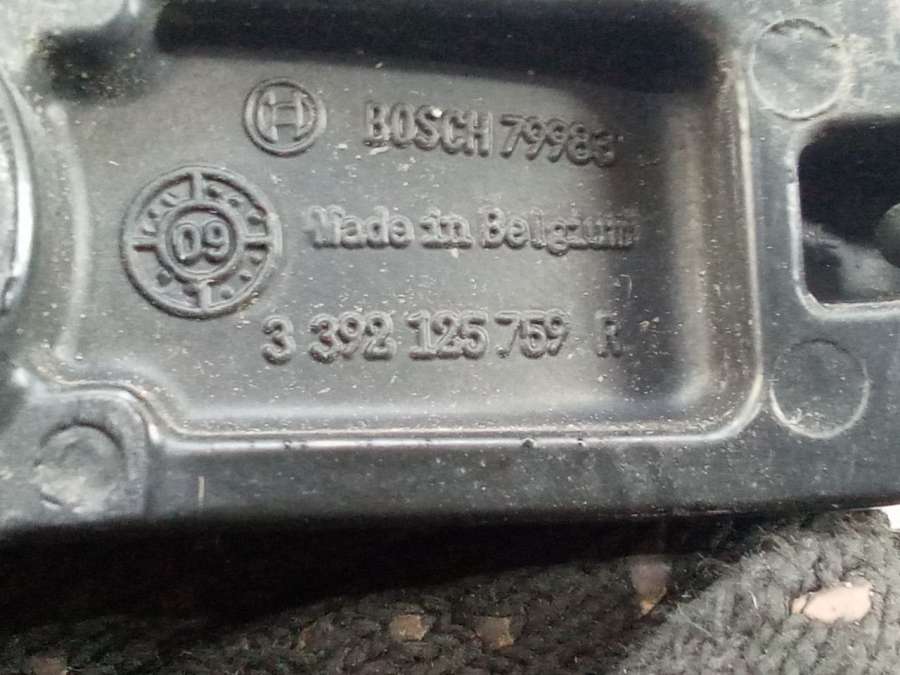 BOSCH 79983
Made in Belgium
09
3 392 125 759 R